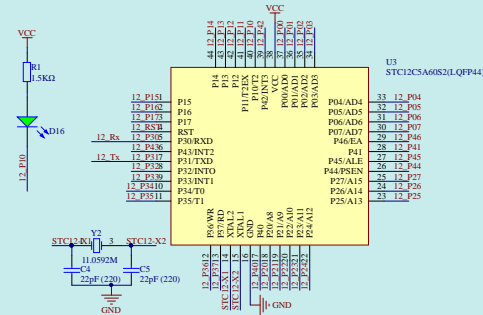 VCC
R1
1.5KΩ
D16
12_P10
VCC
12_P14
12_P13
12_P12
12_P11
12_P10
12_P42
12_P00
12_P01
12_P02
12_P03
44
43
42
41
40
39
38
37
36
35
34
P14
P13
P12
P11/T2EX
P10/T2
P42/INT3
VCC
P00/AD0
P01/AD1
P02/AD2
P03/AD3
U3
STC12C5A60S2(LQFP44)
12_P15 1 P15
12_P16 2 P16
12_P17 3 P17
12_RST 4 RST
12_Rx 12_P30 5 P30/RXD
12_P43 6 P43/INT2
12_Tx 12_P31 7 P31/TXD
12_P32 8 P32/INTO
12_P33 9 P33/INT1
12_P34 10 P34/T0
12_P35 11 P35/T1
P04/AD4 33 12_P04
P05/AD5 32 12_P05
P06/AD6 31 12_P06
P07/AD7 30 12_P07
P46/EA 29 12_P46
P41 28 12_P41
P45/ALE 27 12_P45
P44/PSEN 26 12_P44
P27/A15 25 12_P27
P26/A14 24 12_P26
P25/A13 23 12_P25
P36/WR
P37/RD
XTAL2
XTAL1
GND
P40
P20/A8
P21/A9
P22/A10
P23/A11
P24/A12
12_P36 12
12_P37 13
STC12-X1 14
STC12-X2 15
16
12_P40 17
12_P20 18
12_P21 19
12_P22 20
12_P23 21
12_P24 22
GND
Y2
STC12-X1 3 STC12-X2
11.0592M
C4
22pF (220)
C5
22pF (220)
GND